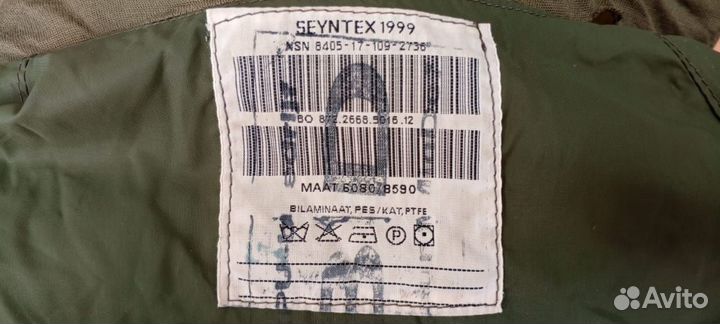 SEYNTEX 1999
NSN 8405-17-109-2736
BO 872.2668.5016.12
MAAT 6080/8590
BILAMINAAT, PES/KAT, PTFE
P
Avito